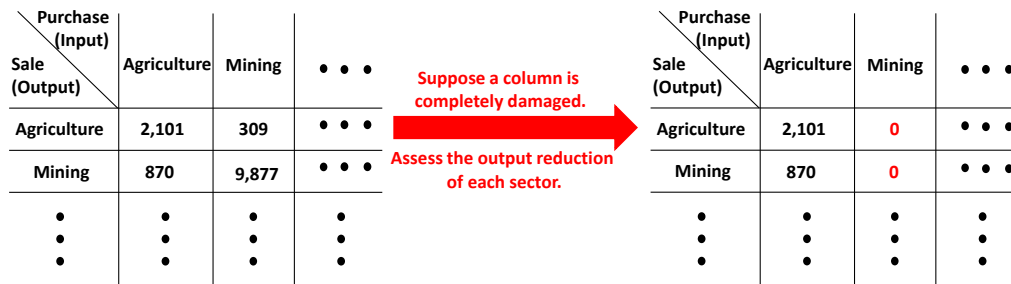 Purchase
(Input)
Sale
(Output)
Agriculture
Mining
• • •
Agriculture
2,101
309
• • •
Mining
870
9,877
• • •
Suppose a column is
completely damaged.
Assess the output reduction
of each sector.
Purchase
(Input)
Sale
(Output)
Agriculture
Mining
• • •
Agriculture
2,101
0
• • •
Mining
870
0
• • •